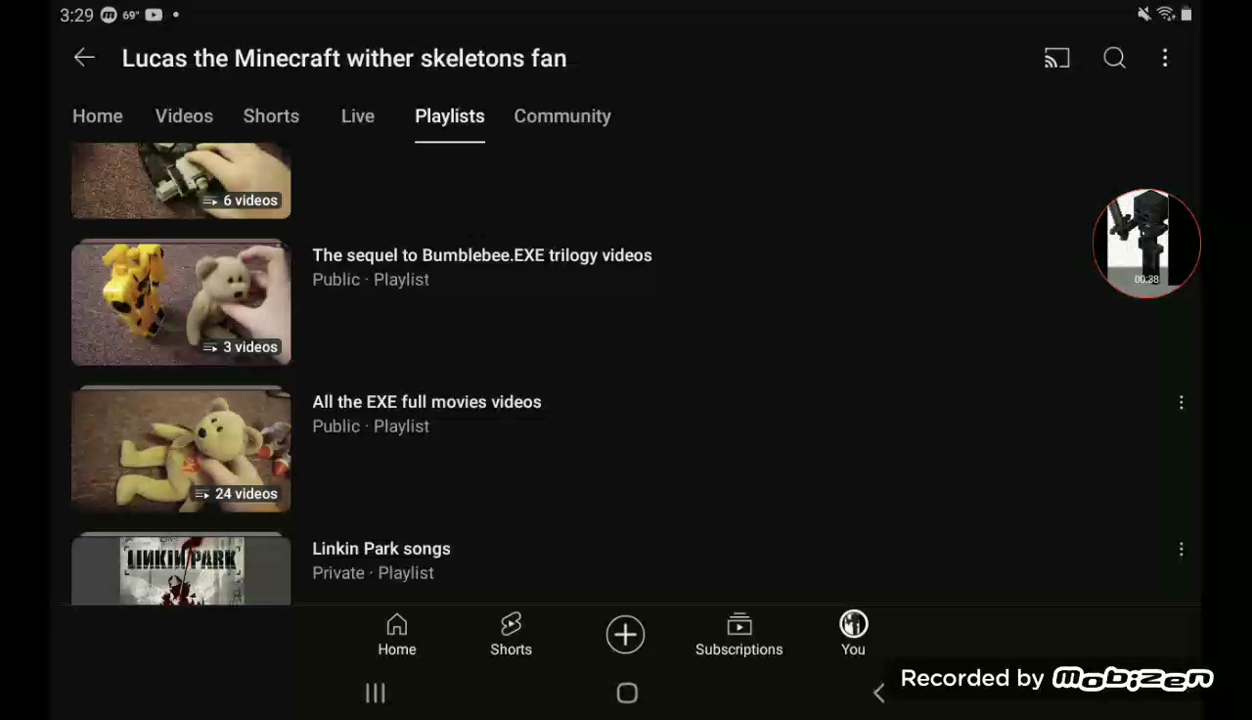 3:29 69°
Lucas the Minecraft wither skeletons fan
Home Videos Shorts Live Playlists Community
6 videos
00:38
The sequel to Bumblebee.EXE trilogy videos
Public · Playlist
3 videos
All the EXE full movies videos
Public · Playlist
24 videos
Linkin Park songs
LINKIN PARK
Private · Playlist
Home Shorts Subscriptions You
Recorded by mobizen